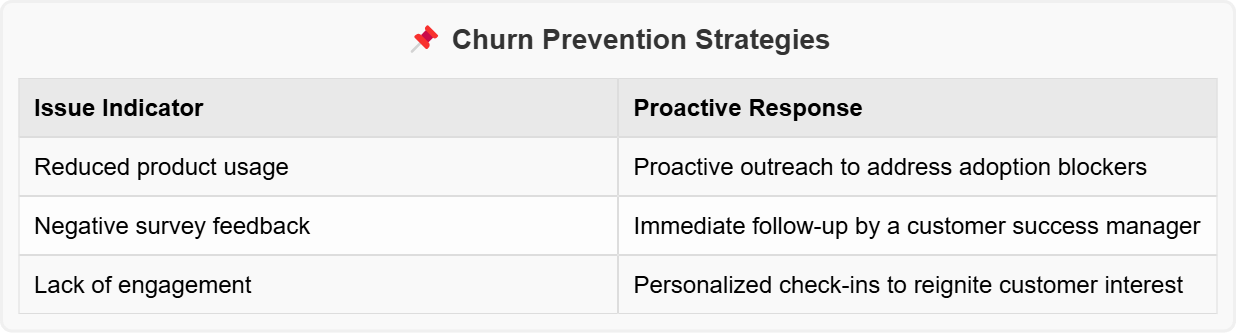 📌 Churn Prevention Strategies
Issue Indicator Proactive Response
Reduced product usage Proactive outreach to address adoption blockers
Negative survey feedback Immediate follow-up by a customer success manager
Lack of engagement Personalized check-ins to reignite customer interest